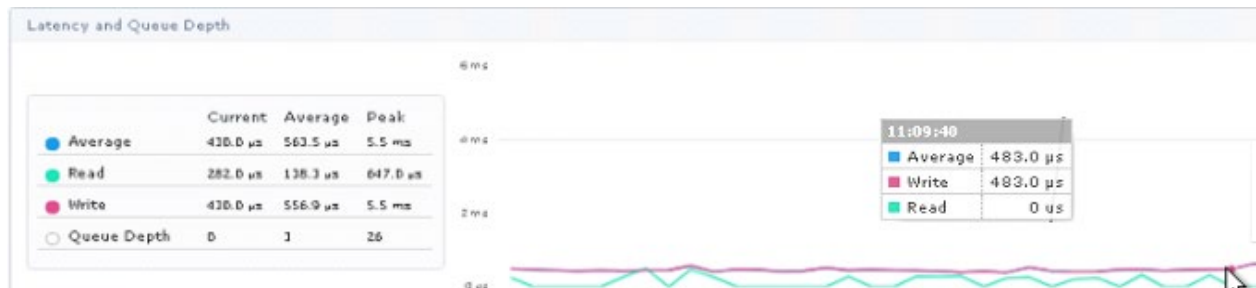 Latency and Queue Depth
6 ms
Current Average Peak
Average 430.0 µs 563.5 µs 5.5 ms
Read 282.0 µs 138.3 µs 647.0 µs
Write 430.0 µs 556.9 µs 5.5 ms
Queue Depth 0 1 26
4 ms
2 ms
0 µs
11:09:40
Average 483.0 µs
Write 483.0 µs
Read 0 us